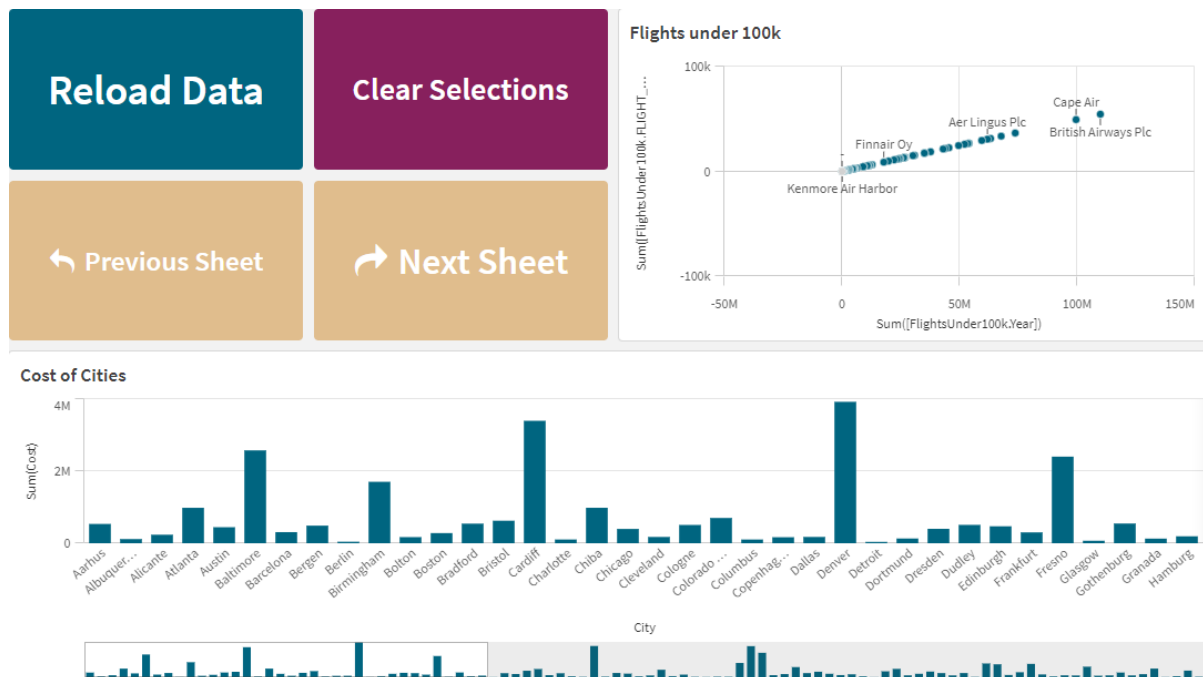 Reload Data
Clear Selections
Previous Sheet
Next Sheet
Flights under 100k
Sum([FlightsUnder100k.FLIGHT_...
100k
0
-100k
Cape Air
British Airways Plc
Aer Lingus Plc
Finnair Oy
Kenmore Air Harbor
-50M 0 50M 100M 150M
Sum([FlightsUnder100k.Year])
Cost of Cities
Sum(Cost)
4M
2M
0
Aarhus
Albuquer...
Alicante
Atlanta
Austin
Baltimore
Barcelona
Bergen
Berlin
Birmingham
Bolton
Boston
Bradford
Bristol
Cardiff
Charlotte
Chiba
Chicago
Cleveland
Cologne
Colorado ...
Columbus
Copenhag...
Dallas
Denver
Detroit
Dortmund
Dresden
Dudley
Edinburgh
Frankfurt
Fresno
Glasgow
Gothenburg
Granada
Hamburg
City